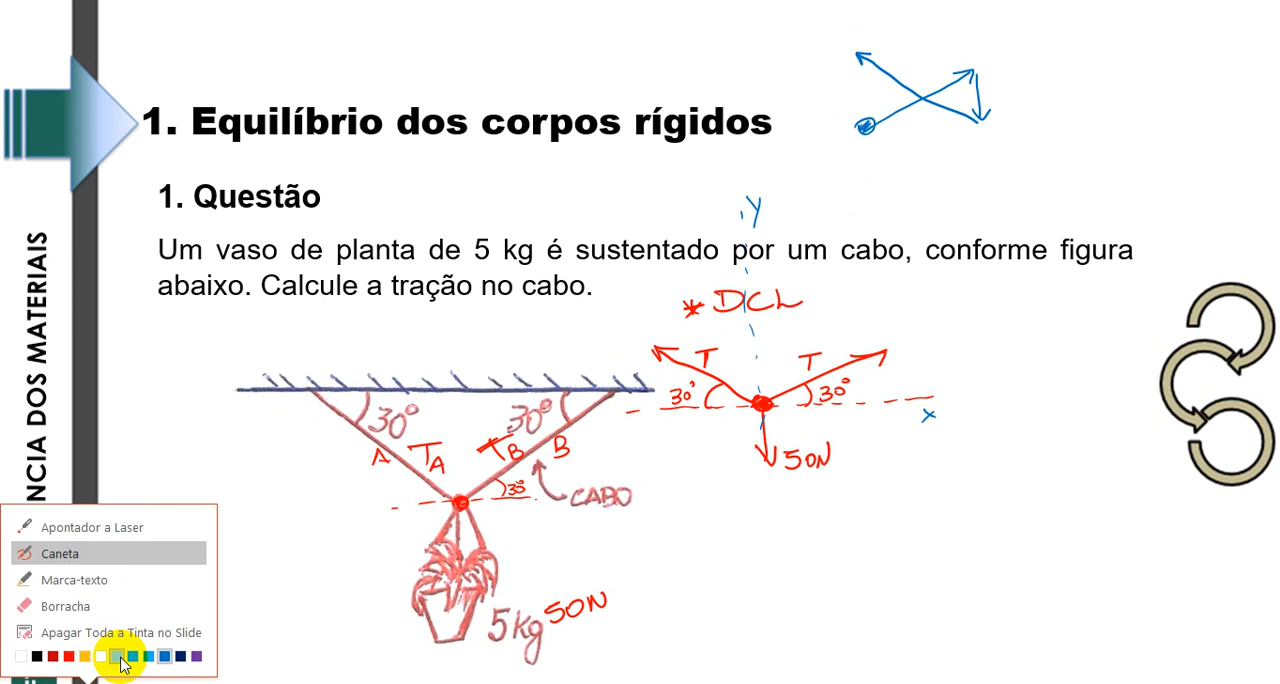 1. Equilíbrio dos corpos rígidos
1. Questão
Um vaso de planta de 5 kg é sustentado por um cabo, conforme figura
abaixo. Calcule a tração no cabo.
NCIA DOS MATERIAIS
y
* DCL
T
T
30°
30°
x
50N
30°
30°
A
TA
TB
B
30°
CABO
5kg
50N
Apontador a Laser
Caneta
Marca-texto
Borracha
Apagar Toda a Tinta no Slide